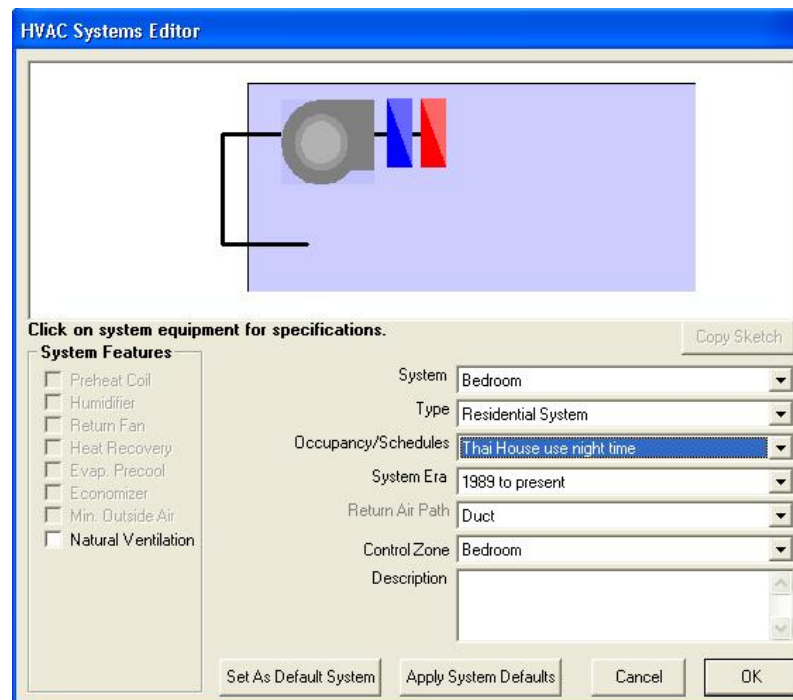 HVAC Systems Editor
Click on system equipment for specifications.
Copy Sketch
System Features
Preheat Coil
Humidifier
Return Fan
Heat Recovery
Evap. Precool
Economizer
Min. Outside Air
Natural Ventilation
System Bedroom
Type Residential System
Occupancy/Schedules Thai House use night time
System Era 1989 to present
Return Air Path Duct
Control Zone Bedroom
Description
Set As Default System Apply System Defaults Cancel OK